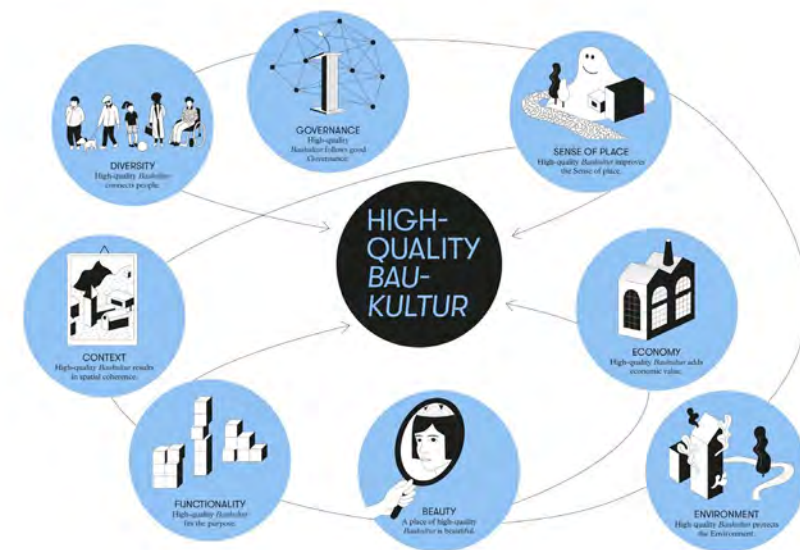 GOVERNANCE
High-quality
Baukultur follows good
Governance.
DIVERSITY
High-quality Baukultur
connects people.
SENSE OF PLACE
High-quality Baukultur improves
the Sense of place.
HIGH-
QUALITY
BAU-
KULTUR
CONTEXT
High-quality Baukultur results
in spatial coherence.
ECONOMY
High-quality Baukultur adds
economic value.
FUNCTIONALITY
High-quality Baukultur
fits the purpose.
BEAUTY
A place of high-quality
Baukultur is beautiful.
ENVIRONMENT
High-quality Baukultur protects
the Environment.